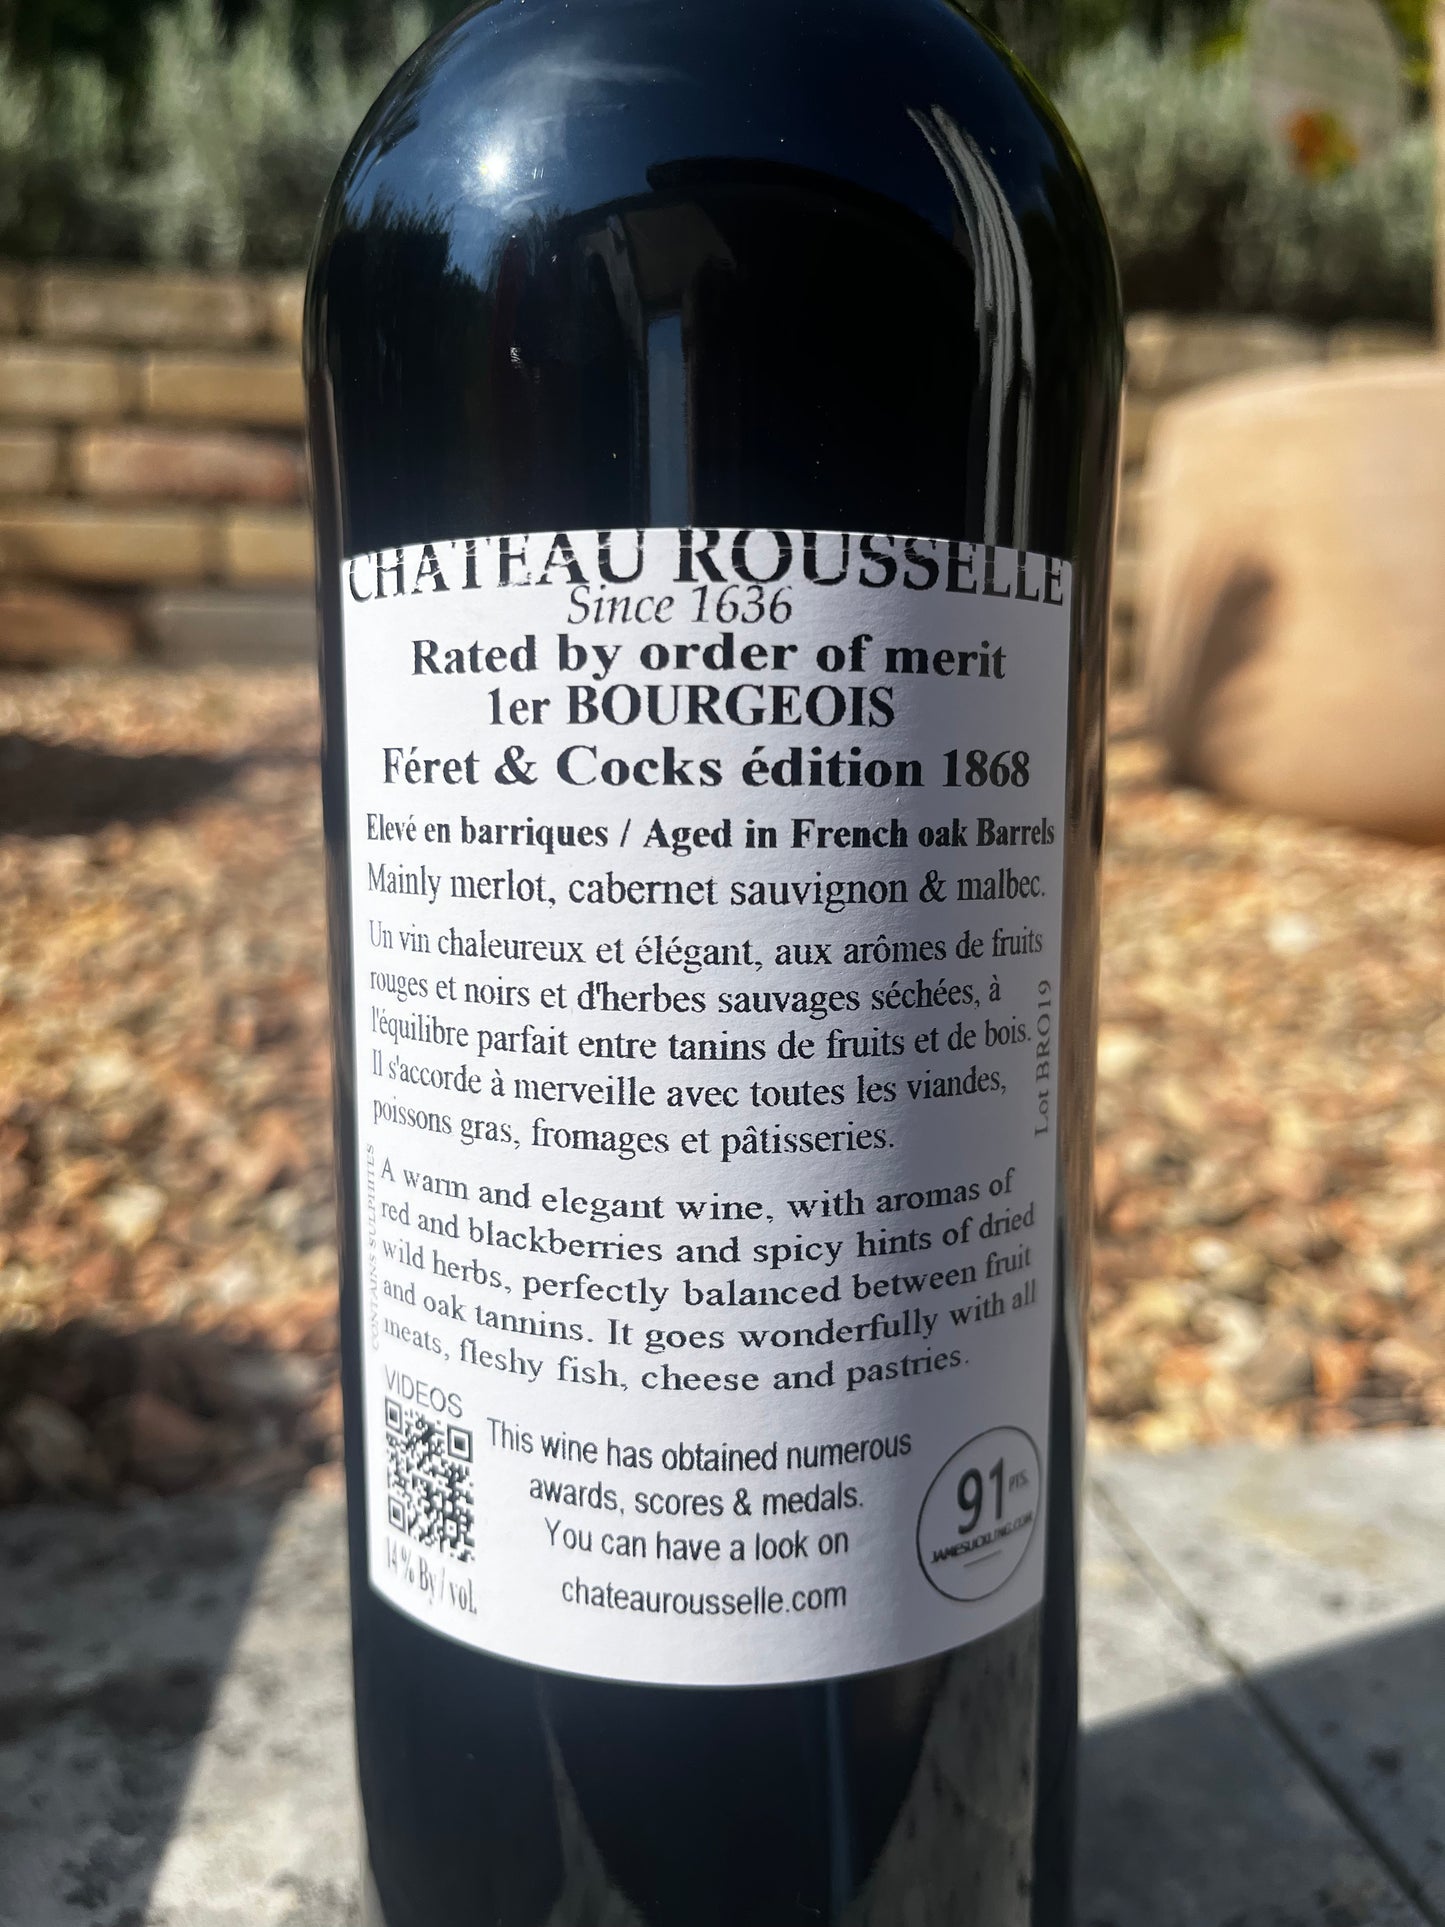 CHATEAU ROUSSELLE
Since 1636
Rated by order of merit
1er BOURGEOIS
Féret & Cocks édition 1868
Elevé en barriques / Aged in French oak Barrels
Mainly merlot, cabernet sauvignon & malbec.
Un vin chaleureux et élégant, aux arômes de fruits
rouges et noirs et d'herbes sauvages séchées, à
l'équilibre parfait entre tanins de fruits et de bois.
Il s'accorde à merveille avec toutes les viandes,
poissons gras, fromages et pâtisseries.
Lot BRO19
CONTAINS SULPHITES
A warm and elegant wine, with aromas of
red and blackberries and spicy hints of dried
wild herbs, perfectly balanced between fruit
and oak tannins. It goes wonderfully with all
meats, fleshy fish, cheese and pastries.
VIDEOS
This wine has obtained numerous
awards, scores & medals.
You can have a look on
chateaurousselle.com
14 % By / vol.
91 PTS.
JAMESSUCKLING.COM